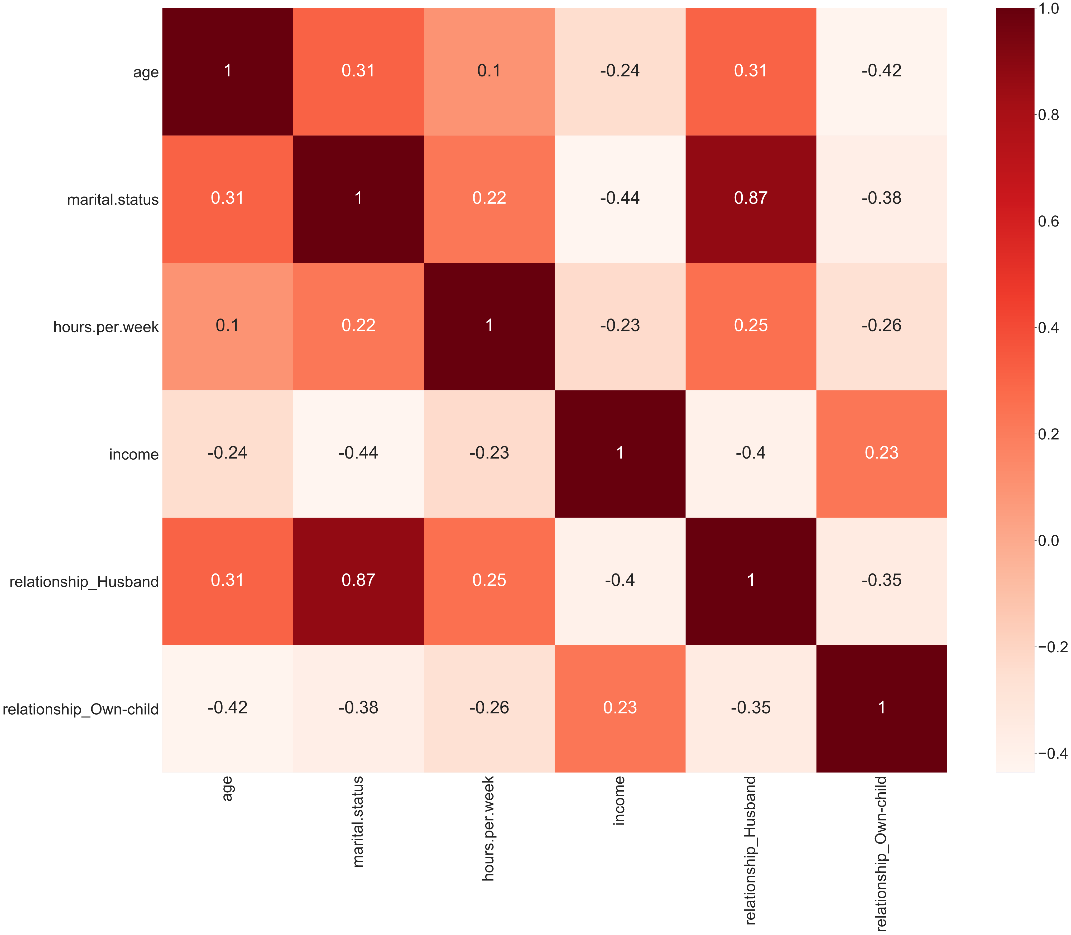 age 1 0.31 0.1 -0.24 0.31 -0.42
marital.status 0.31 1 0.22 -0.44 0.87 -0.38
hours.per.week 0.1 0.22 1 -0.23 0.25 -0.26
income -0.24 -0.44 -0.23 1 -0.4 0.23
relationship_Husband 0.31 0.87 0.25 -0.4 1 -0.35
relationship_Own-child -0.42 -0.38 -0.26 0.23 -0.35 1
age
marital.status
hours.per.week
income
relationship_Husband
relationship_Own-child
1.0
0.8
0.6
0.4
0.2
0.0
−0.2
−0.4